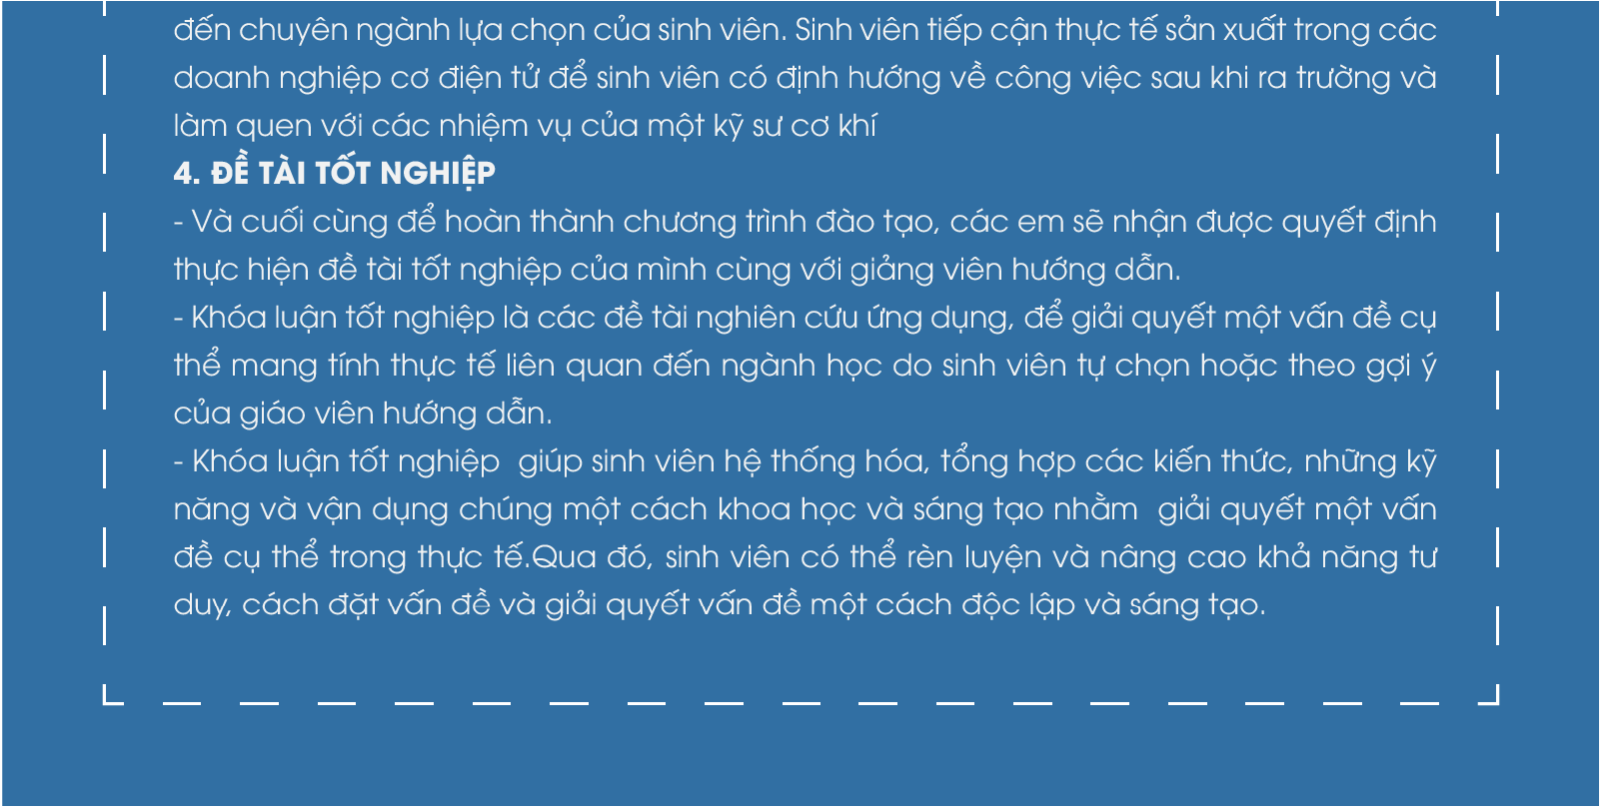 đến chuyên ngành lựa chọn của sinh viên. Sinh viên tiếp cận thực tế sản xuất trong các
doanh nghiệp cơ điện tử để sinh viên có định hướng về công việc sau khi ra trường và
làm quen với các nhiệm vụ của một kỹ sư cơ khí
4. ĐỀ TÀI TỐT NGHIỆP
- Và cuối cùng để hoàn thành chương trình đào tạo, các em sẽ nhận được quyết định
thực hiện đề tài tốt nghiệp của mình cùng với giảng viên hướng dẫn.
- Khóa luận tốt nghiệp là các đề tài nghiên cứu ứng dụng, để giải quyết một vấn đề cụ
thể mang tính thực tế liên quan đến ngành học do sinh viên tự chọn hoặc theo gợi ý
của giáo viên hướng dẫn.
- Khóa luận tốt nghiệp  giúp sinh viên hệ thống hóa, tổng hợp các kiến thức, những kỹ
năng và vận dụng chúng một cách khoa học và sáng tạo nhằm  giải quyết một vấn
đề cụ thể trong thực tế.Qua đó, sinh viên có thể rèn luyện và nâng cao khả năng tư
duy, cách đặt vấn đề và giải quyết vấn đề một cách độc lập và sáng tạo.